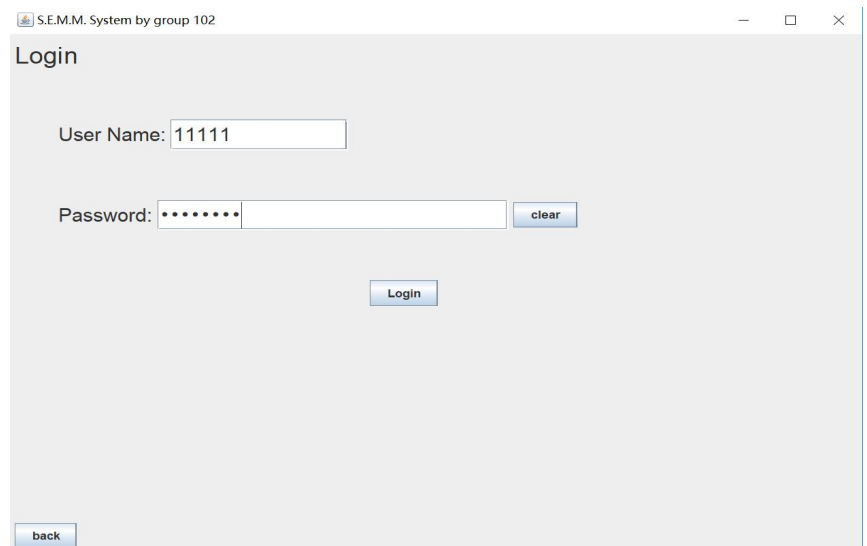 S.E.M.M. System by group 102
Login
User Name: 11111
Password: •••••••• clear
Login
back